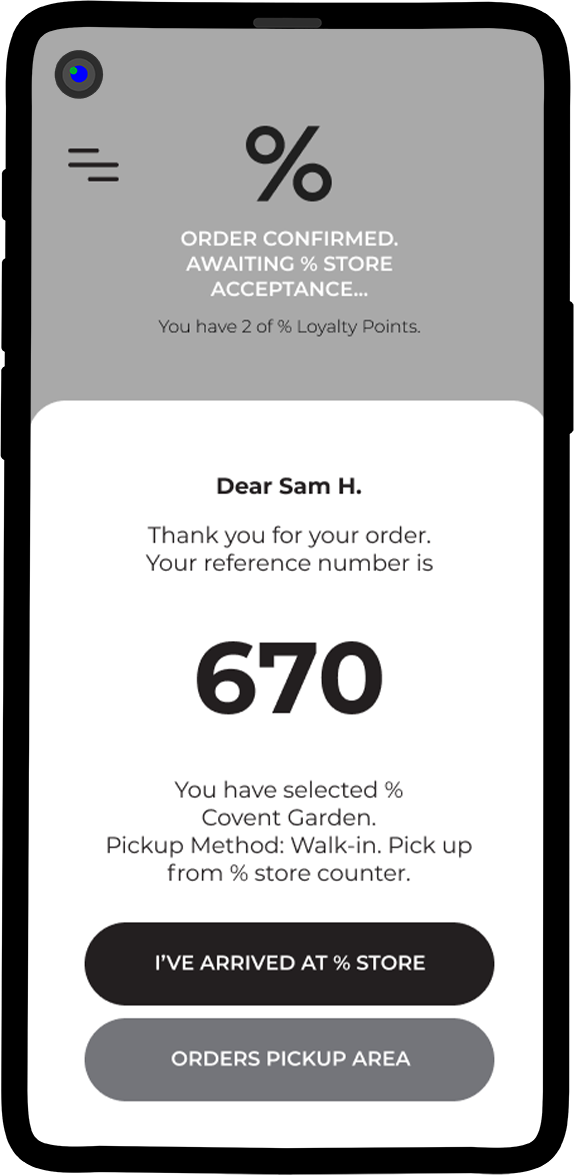 %
ORDER CONFIRMED.
AWAITING % STORE
ACCEPTANCE...
You have 2 of % Loyalty Points.
Dear Sam H.
Thank you for your order.
Your reference number is
670
You have selected %
Covent Garden.
Pickup Method: Walk-in. Pick up
from % store counter.
I’VE ARRIVED AT % STORE
ORDERS PICKUP AREA